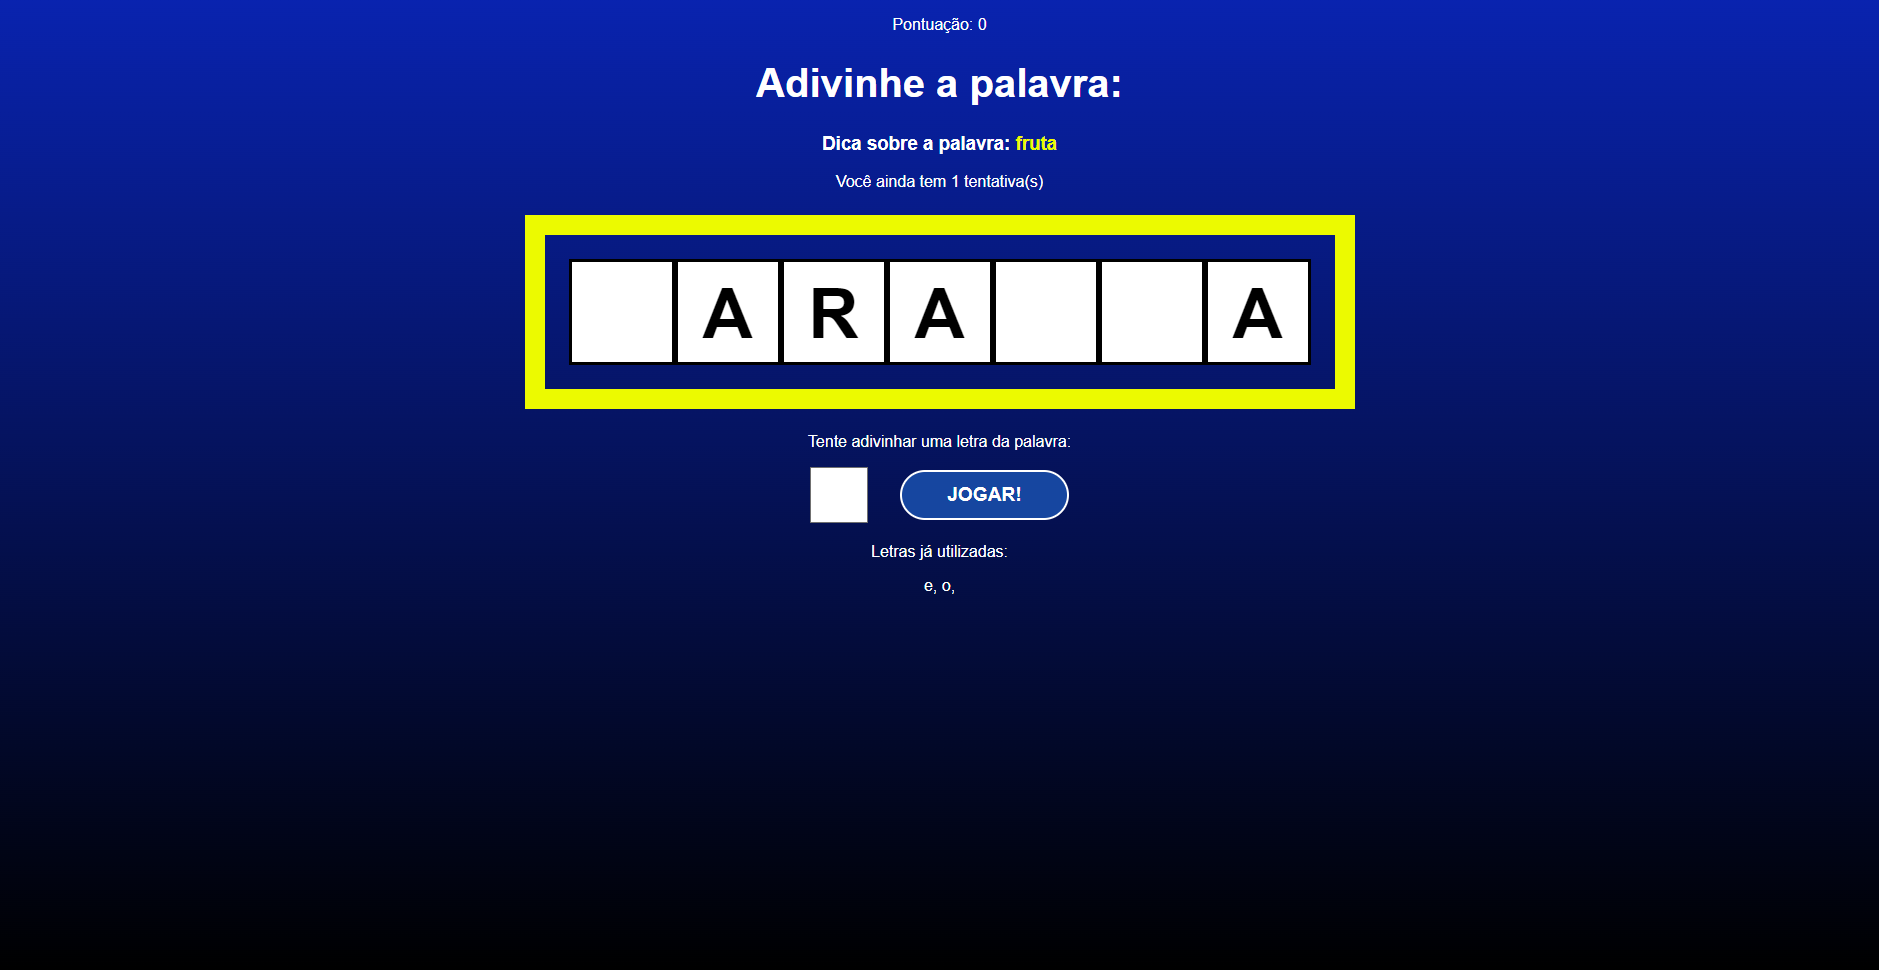 Pontuação: 0
Adivinhe a palavra:
Dica sobre a palavra: fruta
Você ainda tem 1 tentativa(s)
A R A A
Tente adivinhar uma letra da palavra:
JOGAR!
Letras já utilizadas:
e, o,